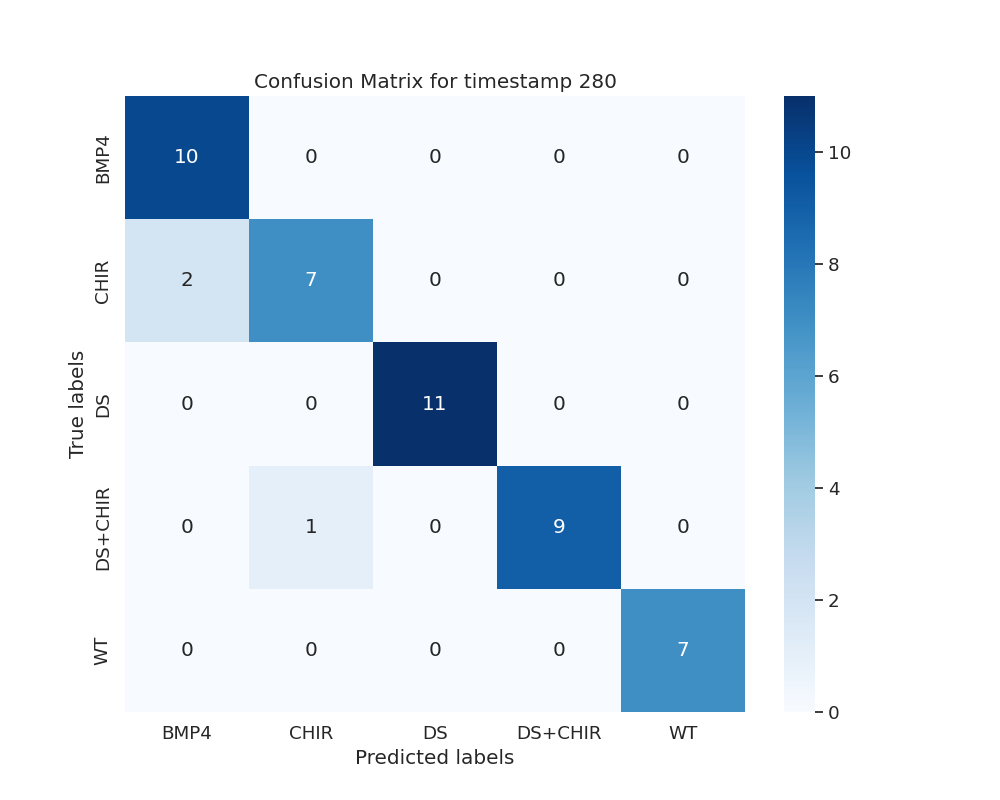 Confusion Matrix for timestamp 280
True labels
BMP4 10 0 0 0 0
CHIR 2 7 0 0 0
DS 0 0 11 0 0
DS+CHIR 0 1 0 9 0
WT 0 0 0 0 7
BMP4 CHIR DS DS+CHIR WT
Predicted labels
10
8
6
4
2
0